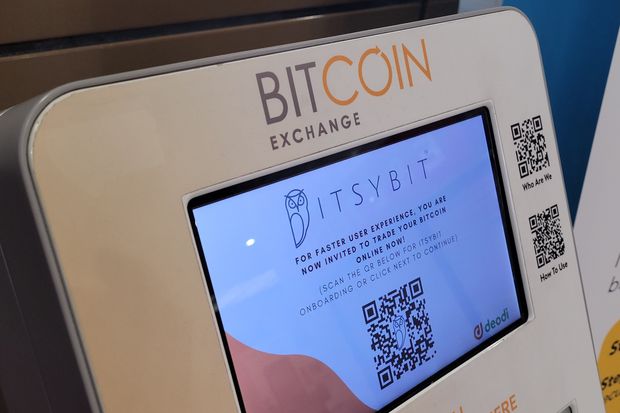 BITCOIN
EXCHANGE
ITSYBIT
FOR FASTER USER EXPERIENCE, YOU ARE
NOW INVITED TO TRADE YOUR BITCOIN
ONLINE NOW!
(SCAN THE QR BELOW FOR ITSYBIT
ONBOARDING OR CLICK NEXT TO CONTINUE)
deodi
Who Are We
How To Use